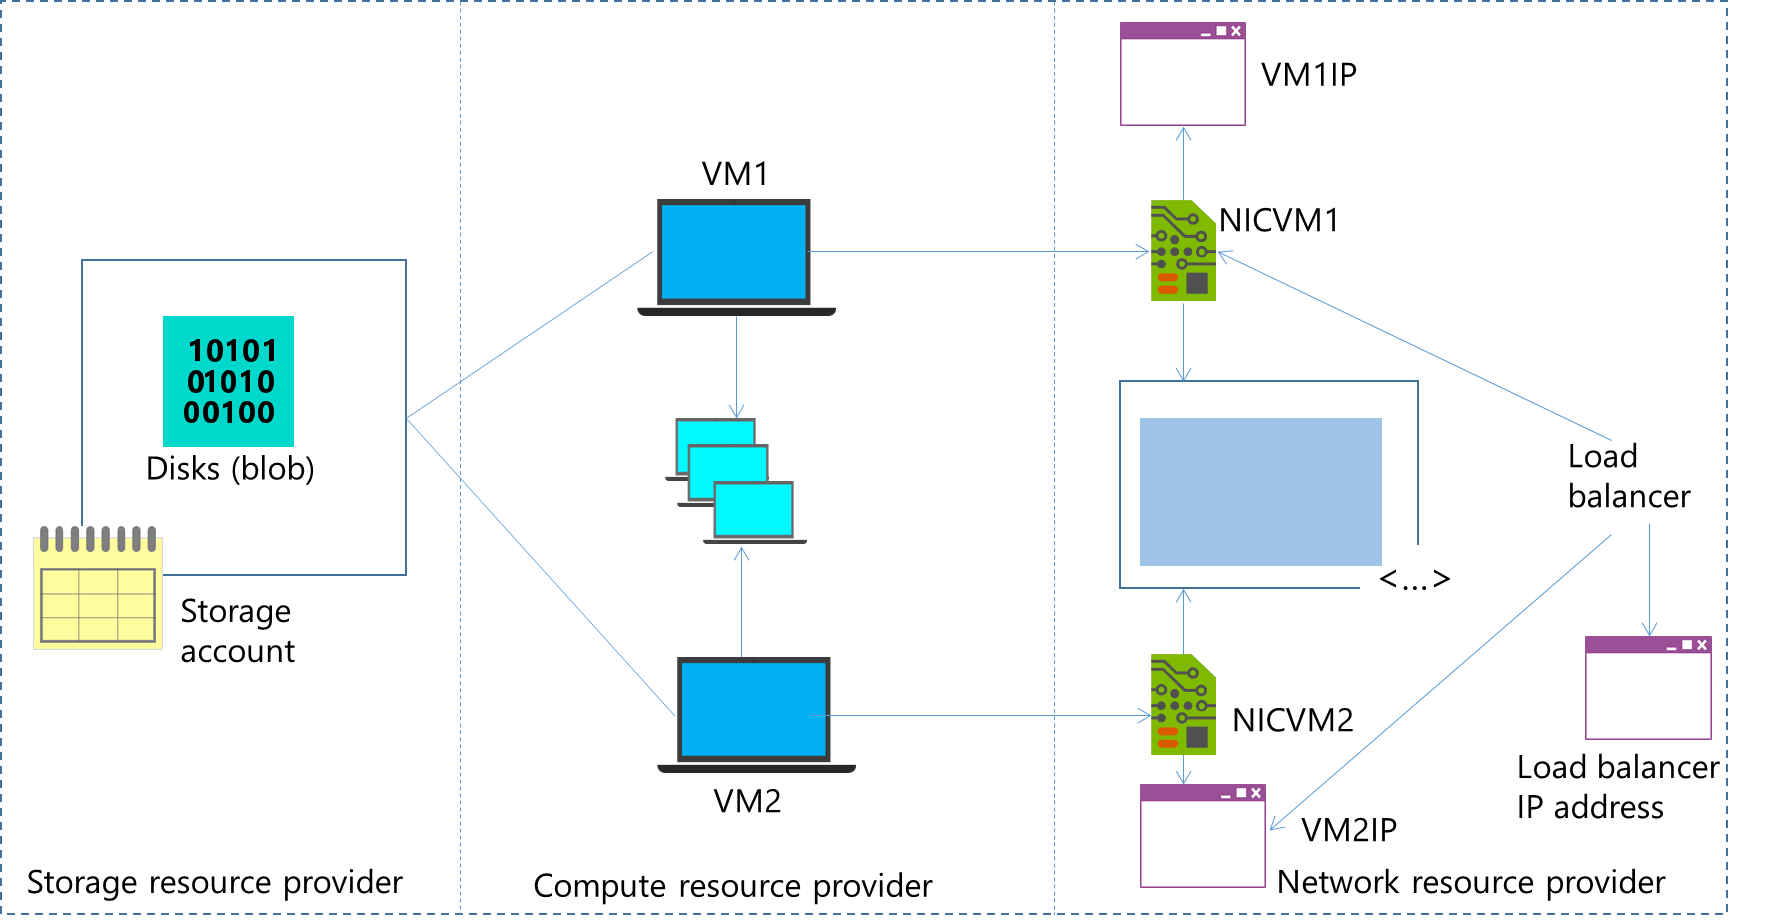 VM1IP
VM1
NICVM1
10101
01010
00100
Disks (blob)
Load
balancer
<...>
Storage
account
NICVM2
Load balancer
IP address
VM2
VM2IP
Storage resource provider
Compute resource provider
Network resource provider